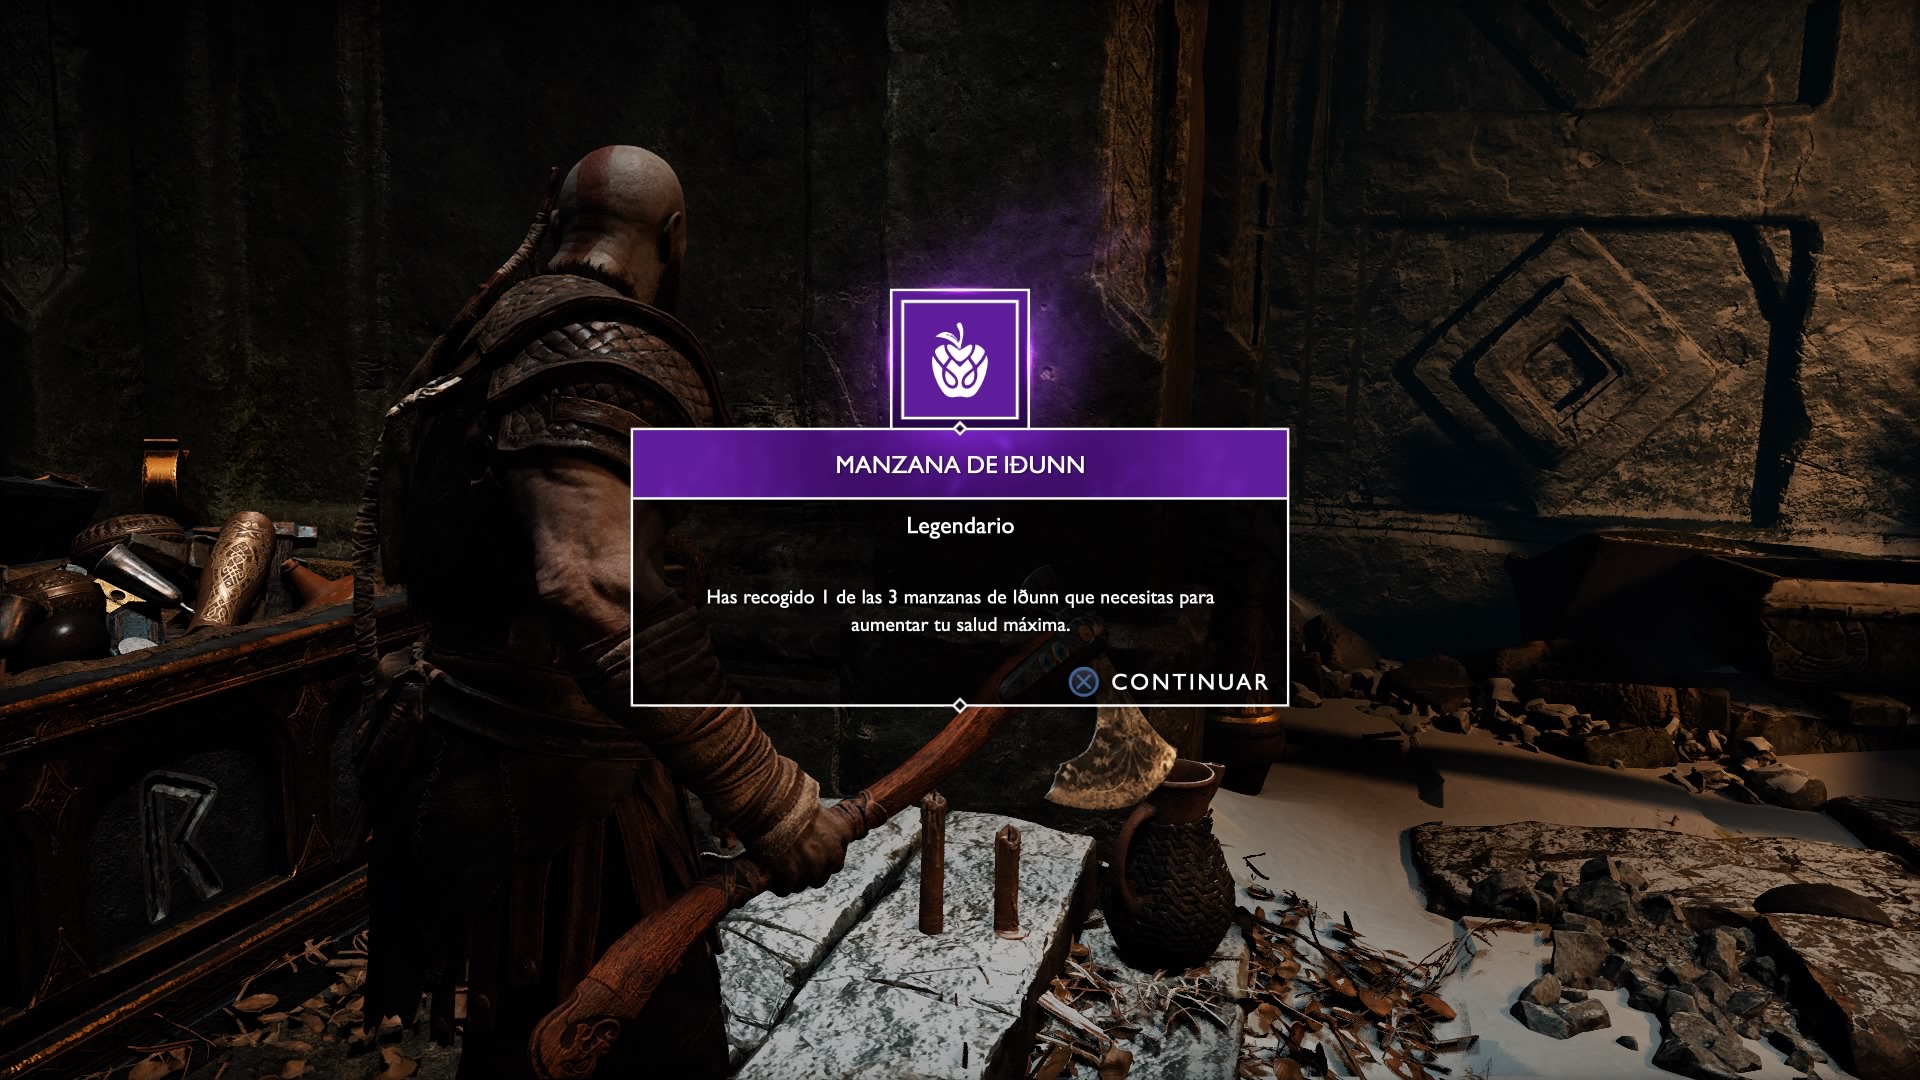 MANZANA DE IÐUNN
Legendario
Has recogido 1 de las 3 manzanas de Iðunn que necesitas para
aumentar tu salud máxima.
CONTINUAR